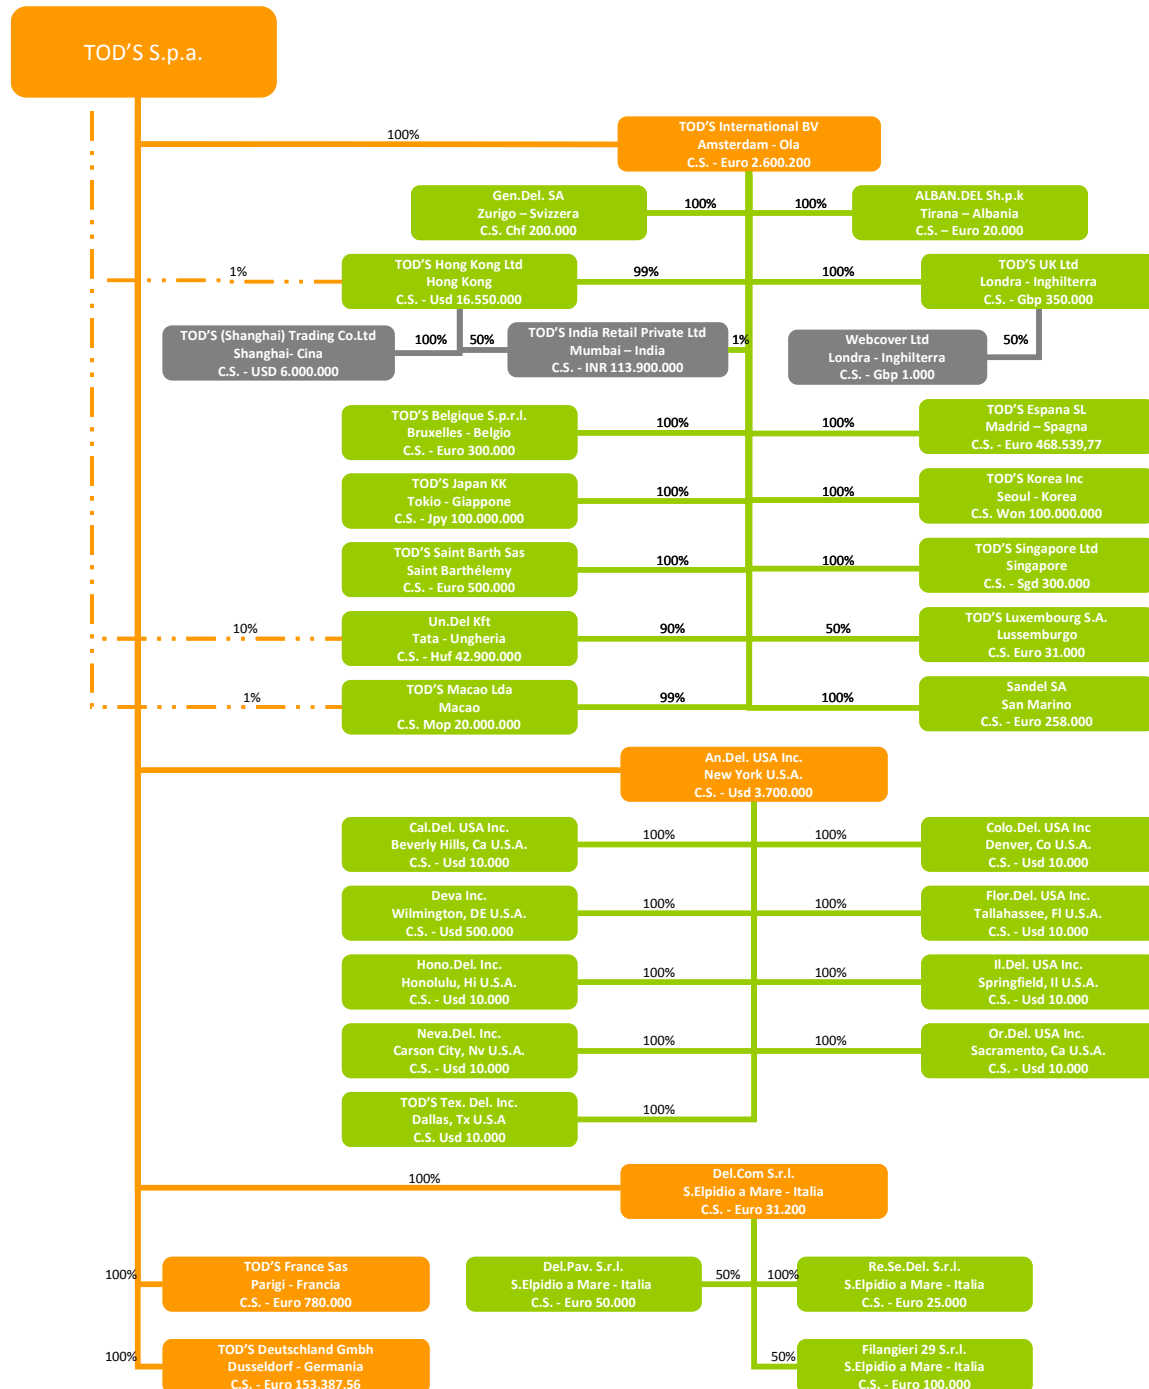 TOD'S S.p.a.
100%
TOD'S International BV
Amsterdam - Ola
C.S. - Euro 2.600.200
Gen.Del. SA
Zurigo – Svizzera
C.S. Chf 200.000
100%
100%
ALBAN.DEL Sh.p.k
Tirana – Albania
C.S. – Euro 20.000
1%
TOD'S Hong Kong Ltd
Hong Kong
C.S. - Usd 16.550.000
99%
100%
TOD'S UK Ltd
Londra - Inghilterra
C.S. - Gbp 350.000
TOD'S (Shanghai) Trading Co.Ltd
Shanghai- Cina
C.S. - USD 6.000.000
100%
50%
TOD'S India Retail Private Ltd
Mumbai – India
C.S. - INR 113.900.000
1%
Webcover Ltd
Londra - Inghilterra
C.S. - Gbp 1.000
50%
TOD'S Belgique S.p.r.l.
Bruxelles - Belgio
C.S. - Euro 300.000
100%
100%
TOD'S Espana SL
Madrid – Spagna
C.S. - Euro 468.539,77
TOD'S Japan KK
Tokio - Giappone
C.S. - Jpy 100.000.000
100%
100%
TOD'S Korea Inc
Seoul - Korea
C.S. Won 100.000.000
TOD'S Saint Barth Sas
Saint Barthélemy
C.S. - Euro 500.000
100%
100%
TOD'S Singapore Ltd
Singapore
C.S. - Sgd 300.000
10%
Un.Del Kft
Tata - Ungheria
C.S. - Huf 42.900.000
90%
50%
TOD'S Luxembourg S.A.
Lussemburgo
C.S. Euro 31.000
1%
TOD'S Macao Lda
Macao
C.S. Mop 20.000.000
99%
100%
Sandel SA
San Marino
C.S. - Euro 258.000
An.Del. USA Inc.
New York U.S.A.
C.S. - Usd 3.700.000
Cal.Del. USA Inc.
Beverly Hills, Ca U.S.A.
C.S. - Usd 10.000
100%
100%
Colo.Del. USA Inc
Denver, Co U.S.A.
C.S. - Usd 10.000
Deva Inc.
Wilmington, DE U.S.A.
C.S. - Usd 500.000
100%
100%
Flor.Del. USA Inc.
Tallahassee, Fl U.S.A.
C.S. - Usd 10.000
Hono.Del. Inc.
Honolulu, Hi U.S.A.
C.S. - Usd 10.000
100%
100%
Il.Del. USA Inc.
Springfield, Il U.S.A.
C.S. - Usd 10.000
Neva.Del. Inc.
Carson City, Nv U.S.A.
C.S. - Usd 10.000
100%
100%
Or.Del. USA Inc.
Sacramento, Ca U.S.A.
C.S. - Usd 10.000
TOD'S Tex. Del. Inc.
Dallas, Tx U.S.A
C.S. Usd 10.000
100%
100%
Del.Com S.r.l.
S.Elpidio a Mare - Italia
C.S. - Euro 31.200
100%
TOD'S France Sas
Parigi - Francia
C.S. - Euro 780.000
Del.Pav. S.r.l.
S.Elpidio a Mare - Italia
C.S. - Euro 50.000
50%
100%
Re.Se.Del. S.r.l.
S.Elpidio a Mare - Italia
C.S. - Euro 25.000
100%
TOD'S Deutschland Gmbh
Dusseldorf - Germania
C.S. - Euro 153.387,56
50%
Filangieri 29 S.r.l.
S.Elpidio a Mare - Italia
C.S. - Euro 100.000